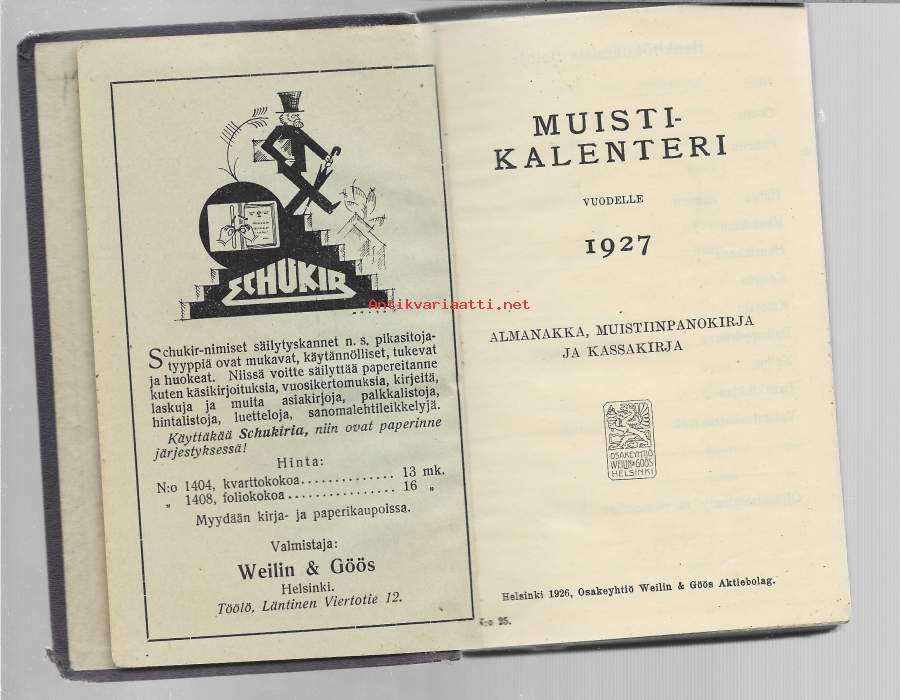 SCHUKIR
Schukir-nimiset säilytyskannet n. s. pikasitoja-
tyyppiä ovat mukavat, käytännölliset, tukevat
ja huokeat. Niissä voitte säilyttää papereitanne
kuten käsikirjoituksia, vuosikertomuksia, kirjeitä,
laskuja ja muita asiakirjoja, palkkalistoja,
hintalistoja, luetteloja, sanomalehtileikkelyjä.
Käyttäkää Schukiria, niin ovat paperinne
järjestyksessä!
Hinta:
N:o 1404, kvarttokokoa.............. 13 mk.
„ 1408, foliokokoa................ 16 „
Myydään kirja- ja paperikaupoissa.
Valmistaja:
Weilin & Göös
Helsinki.
Töölö, Läntinen Viertotie 12.
MUISTI-
KALENTERI
VUODELLE
1927
Antikvariaatti.net
ALMANAKKA, MUISTIINPANOKIRJA
JA KASSAKIRJA
OSAKEYHTIÖ
WEILIN & GÖÖS
HELSINKI
Helsinki 1926, Osakeyhtiö Weilin & Göös Aktiebolag.
N:o 25.